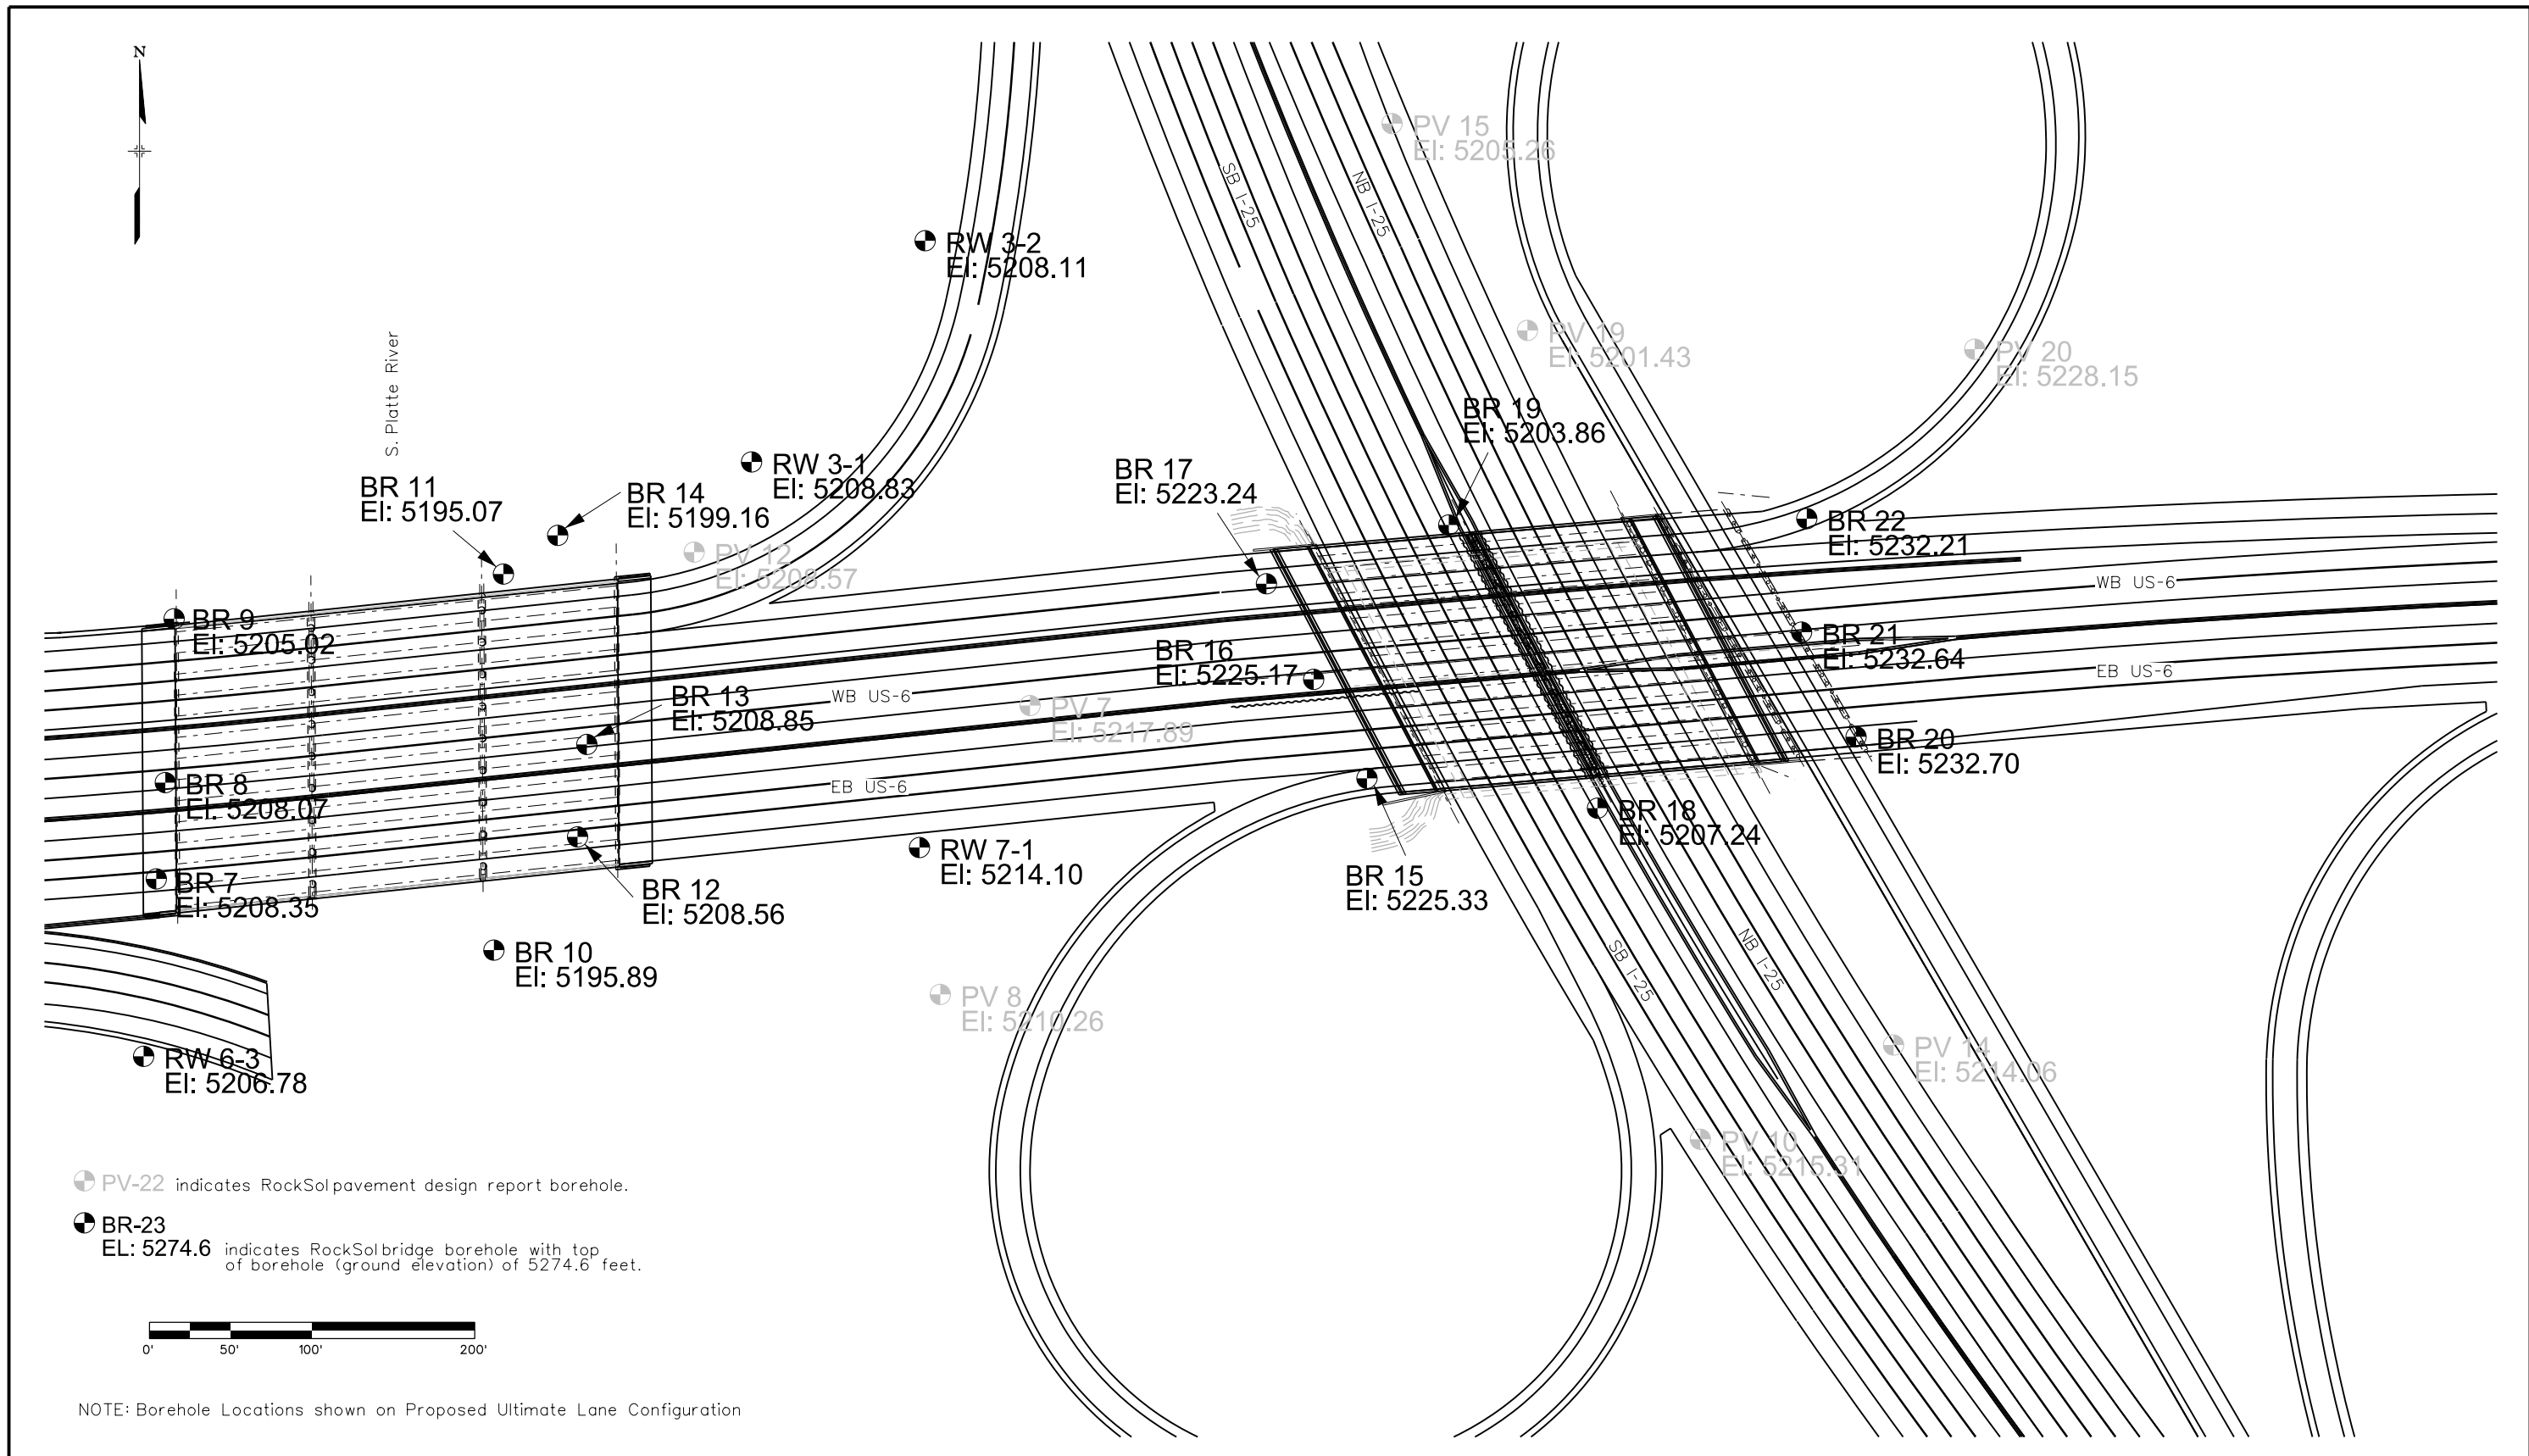 N
PV 15
El: 5205.26
SB I-25
NB I-25
RW 3-2
El: 5208.11
S. Platte River
PV 19
El: 5201.43
PV 20
El: 5228.15
BR 19
El: 5203.86
RW 3-1
El: 5208.83
BR 17
El: 5223.24
BR 11
El: 5195.07
BR 14
El: 5199.16
BR 22
El: 5232.21
PV 12
El: 5208.57
WB US-6
BR 9
El: 5205.02
BR 21
El: 5232.64
BR 16
El: 5225.17
EB US-6
BR 13
El: 5208.85
WB US-6
PV 7
El: 5217.89
BR 20
El: 5232.70
BR 8
El: 5208.07
EB US-6
BR 18
El: 5207.24
RW 7-1
El: 5214.10
BR 15
El: 5225.33
BR 7
El: 5208.35
BR 12
El: 5208.56
BR 10
El: 5195.89
SB I-25
NB I-25
PV 8
El: 5210.26
RW 6-3
El: 5206.78
PV 14
El: 5214.06
PV 10
El: 5215.31
PV-22 indicates RockSol pavement design report borehole.
BR-23
EL: 5274.6 indicates RockSol bridge borehole with top
of borehole (ground elevation) of 5274.6 feet.
0' 50' 100' 200'
NOTE: Borehole Locations shown on Proposed Ultimate Lane Configuration